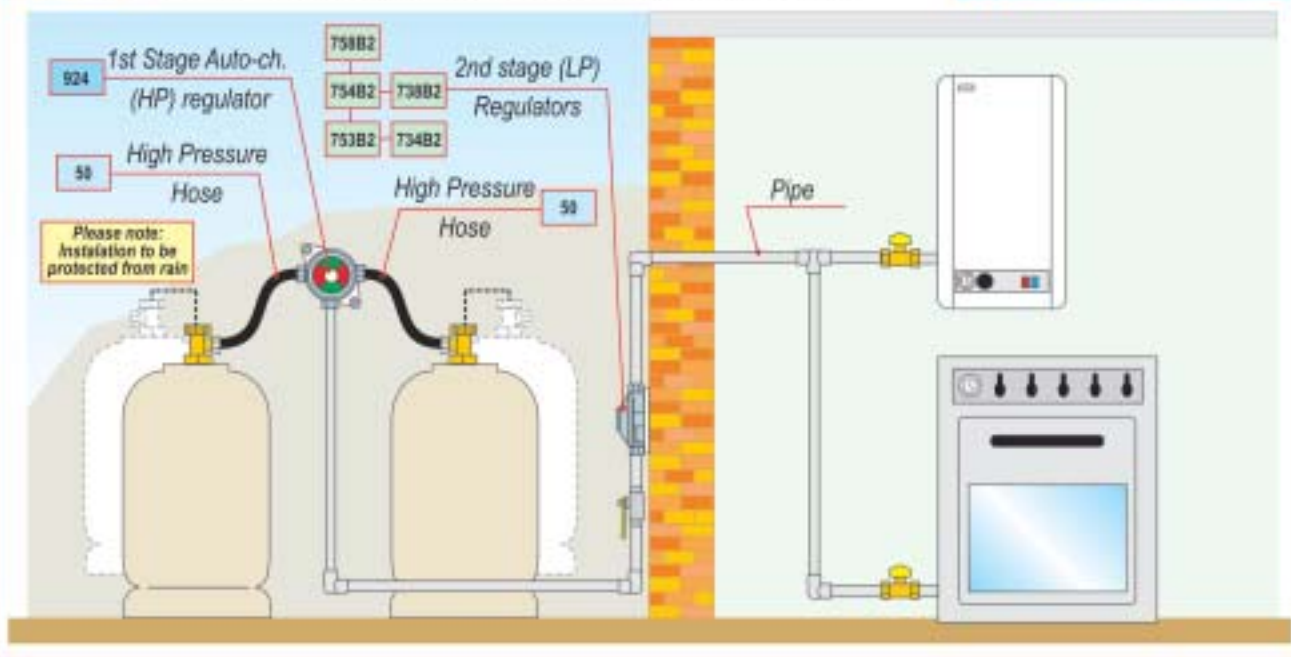 924
1st Stage Auto-ch.
(HP) regulator
758B2
754B2
738B2
753B2
734B2
2nd stage (LP)
Regulators
50
High Pressure
Hose
High Pressure
Hose
50
Please note:
Instalation to be
protected from rain
Pipe